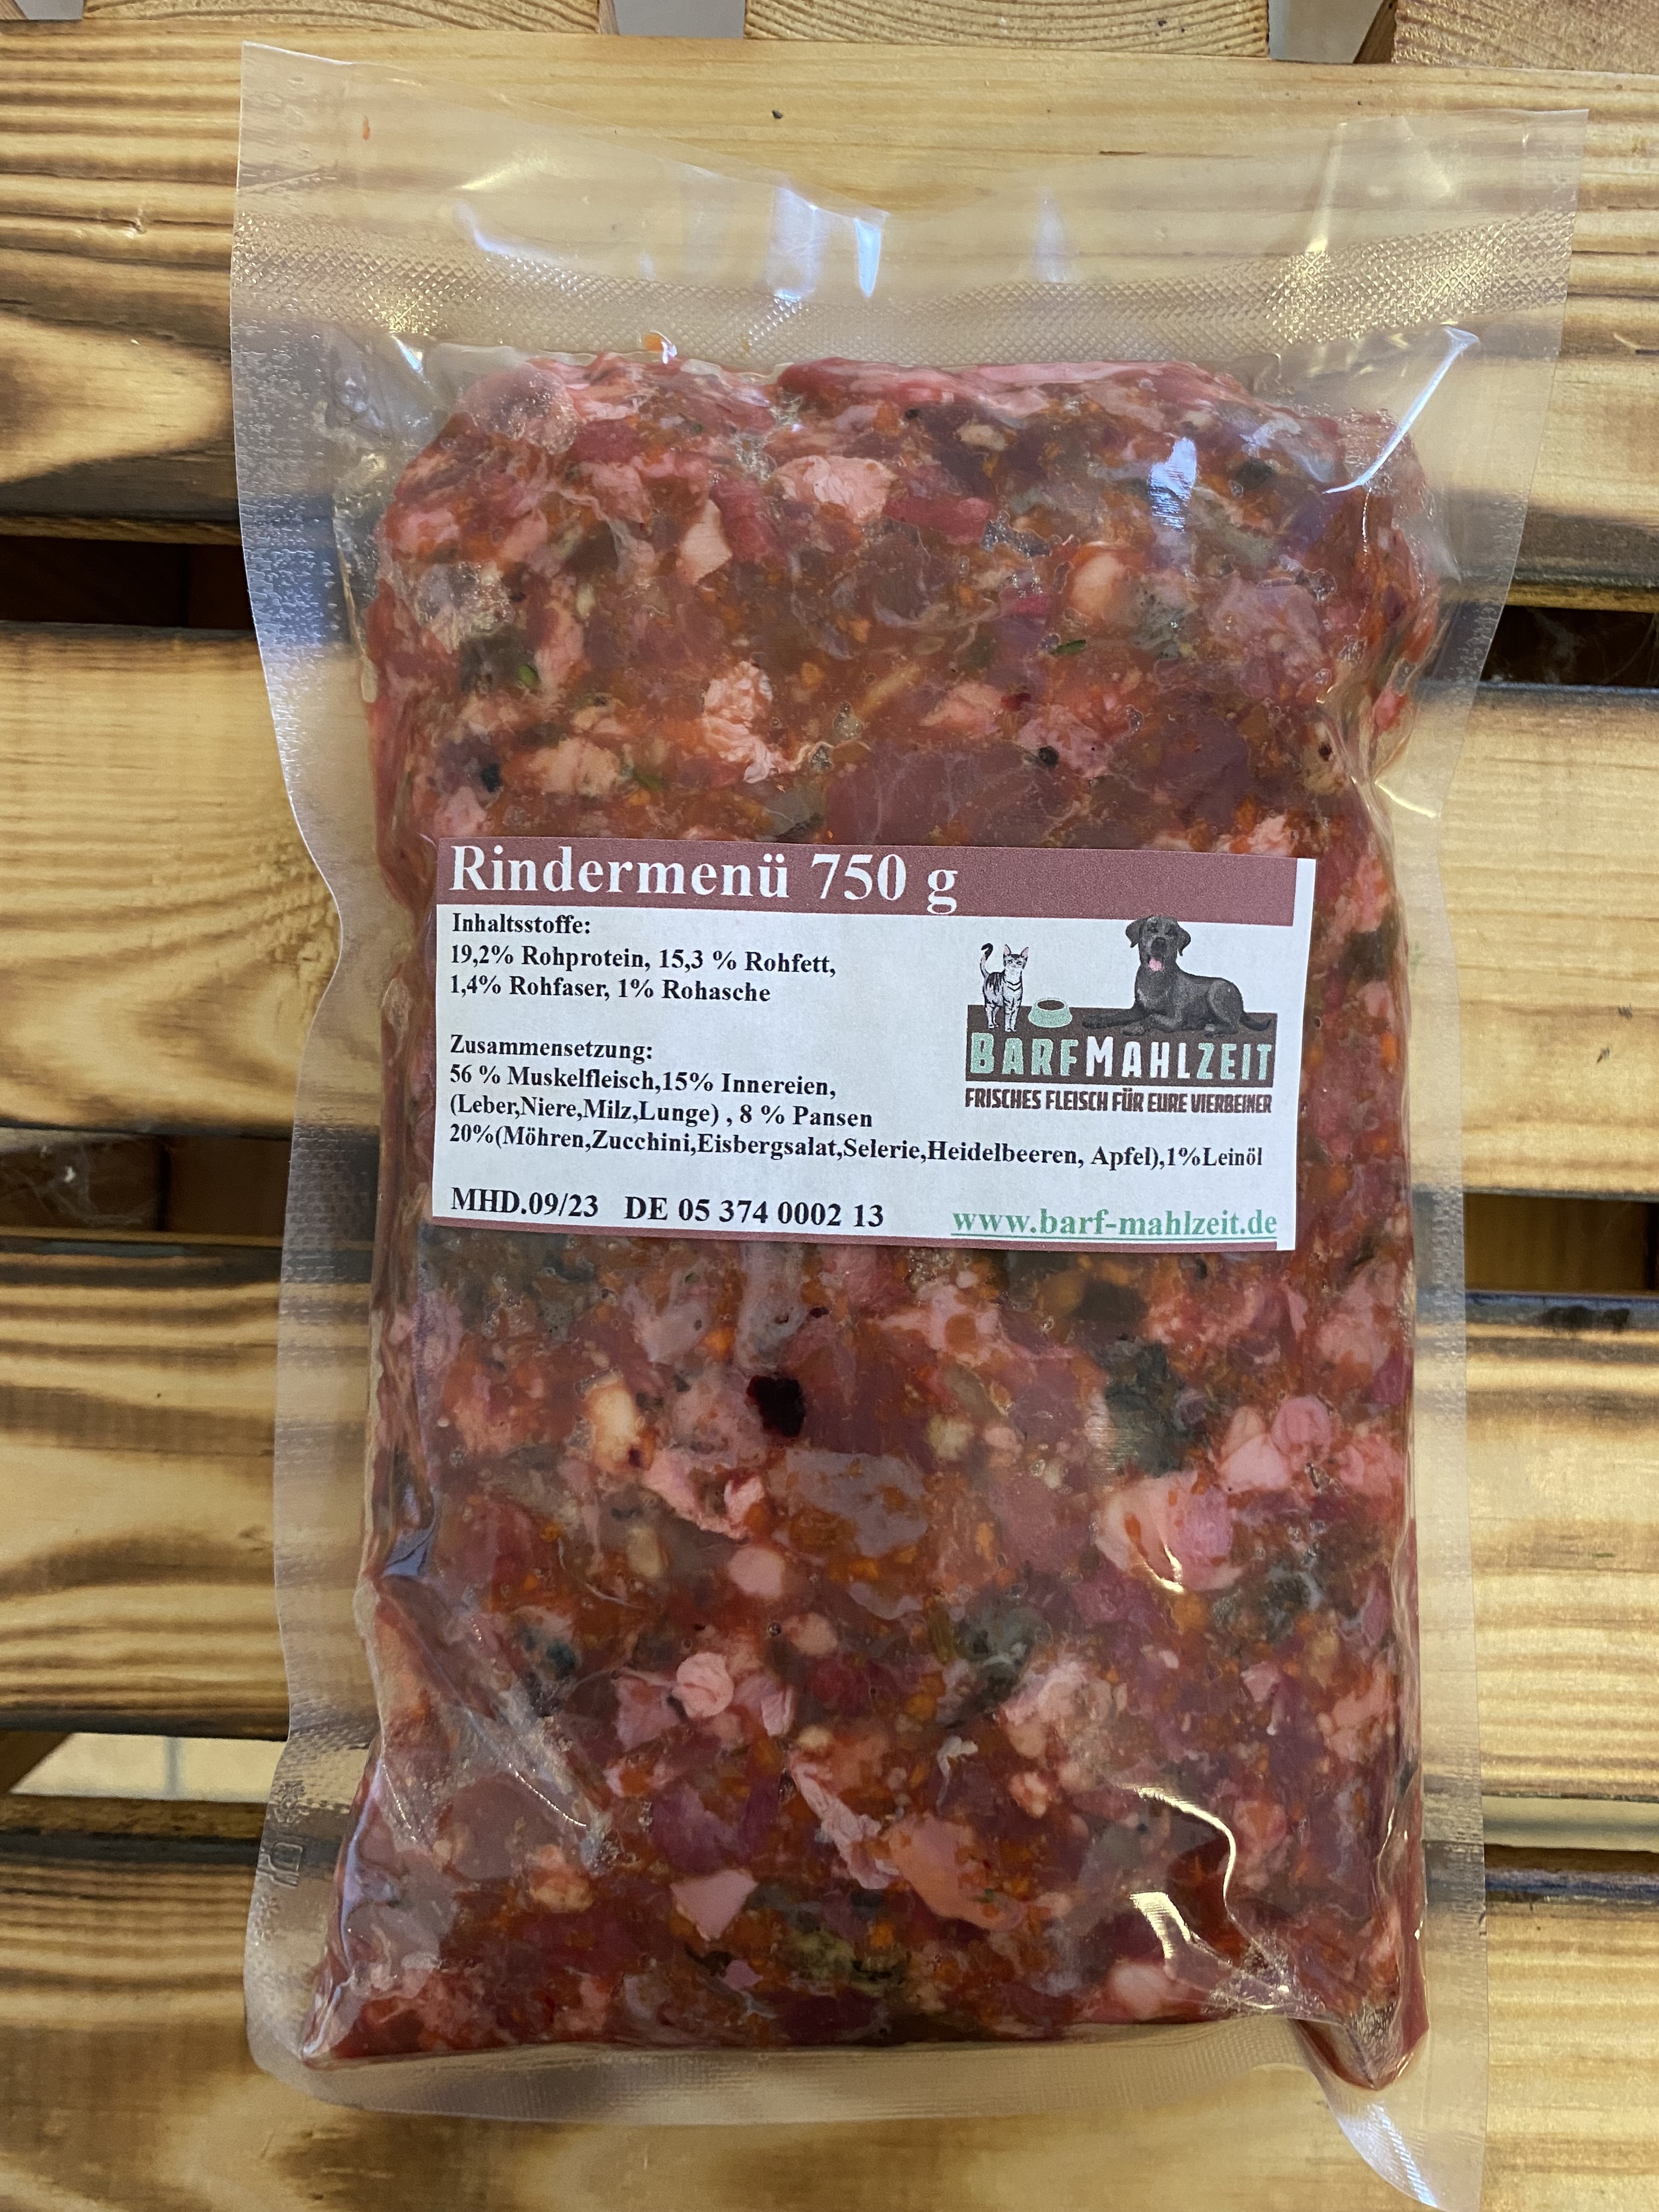 Rindermenü 750 g
Inhaltsstoffe:
19,2% Rohprotein, 15,3 % Rohfett,
1,4% Rohfaser, 1% Rohasche
Zusammensetzung:
56 % Muskelfleisch,15% Innereien,
(Leber,Niere,Milz,Lunge) , 8 % Pansen
20%(Möhren,Zucchini,Eisbergsalat,Selerie,Heidelbeeren, Apfel),1%Leinöl
BARFMAHLZEIT
FRISCHES FLEISCH FÜR EURE VIERBEINER
MHD.09/23 DE 05 374 0002 13
www.barf-mahlzeit.de